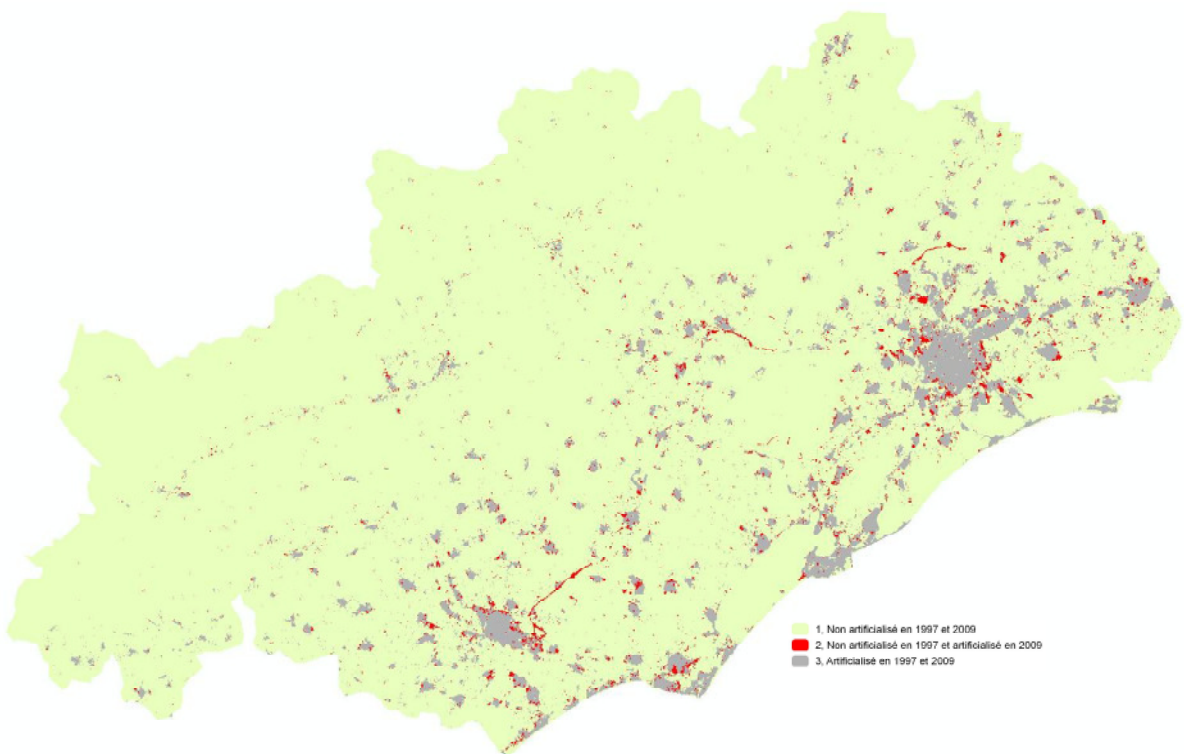 1, Non artificialisé en 1997 et 2009
2, Non artificialisé en 1997 et artificialisé en 2009
3, Artificialisé en 1997 et 2009